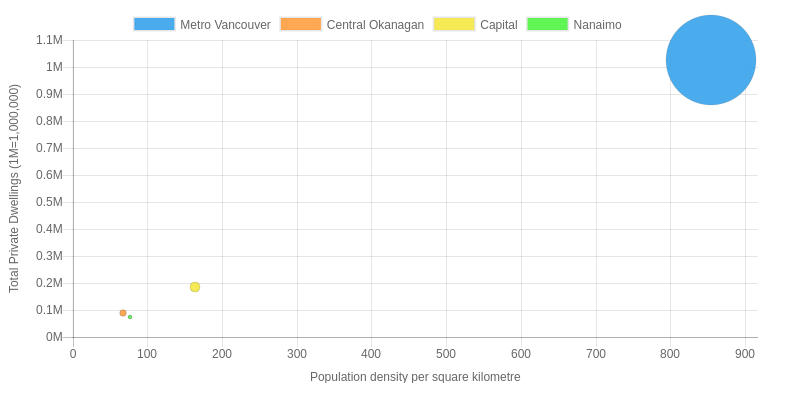 Metro Vancouver Central Okanagan Capital Nanaimo
1.1M
1M
0.9M
0.8M
0.7M
0.6M
0.5M
0.4M
0.3M
0.2M
0.1M
0M
Total Private Dwellings (1M=1,000,000)
0 100 200 300 400 500 600 700 800 900
Population density per square kilometre